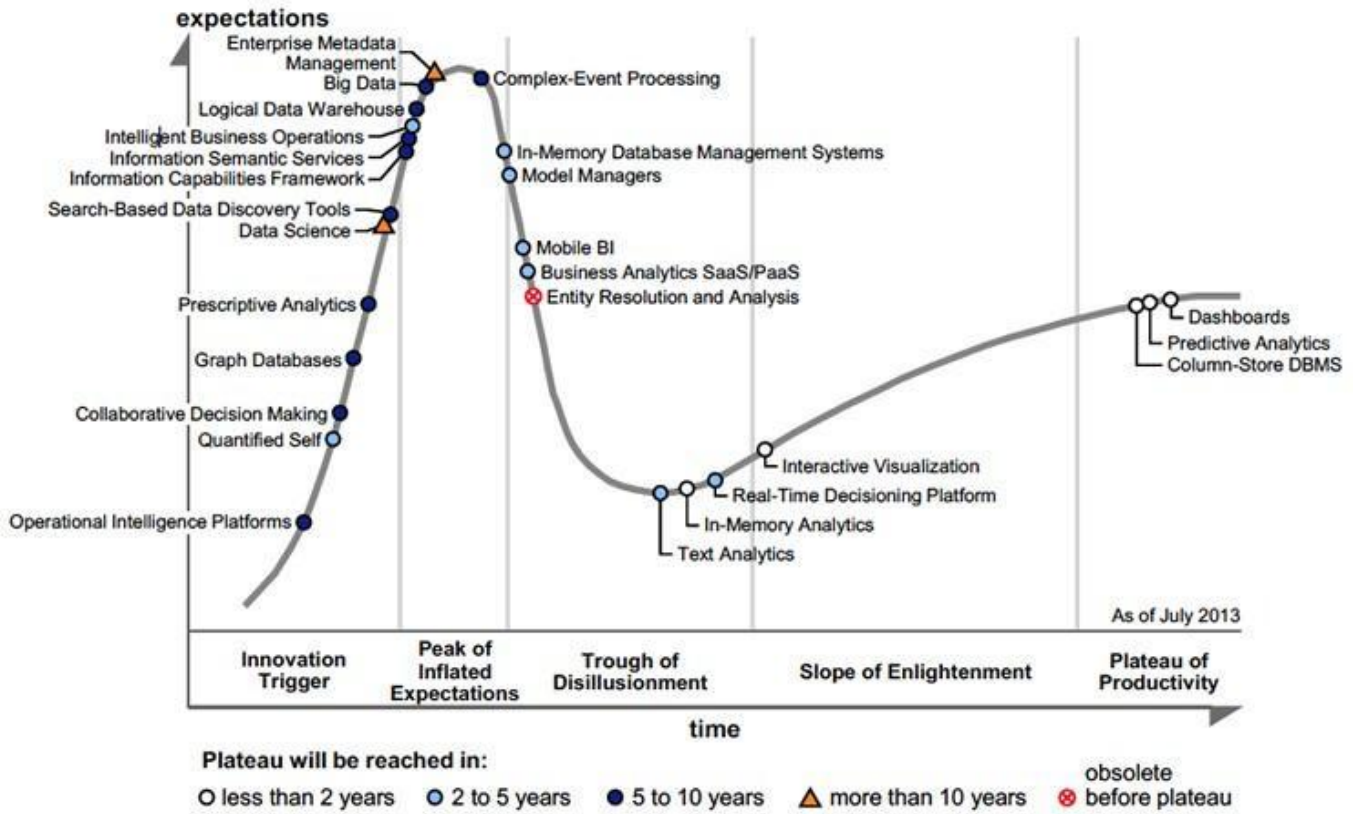 expectations
Enterprise Metadata
Management
Big Data
Complex-Event Processing
Logical Data Warehouse
Intelligent Business Operations
In-Memory Database Management Systems
Information Semantic Services
Information Capabilities Framework
Model Managers
Search-Based Data Discovery Tools
Data Science
Mobile BI
Business Analytics SaaS/PaaS
Entity Resolution and Analysis
Prescriptive Analytics
Dashboards
Predictive Analytics
Graph Databases
Column-Store DBMS
Collaborative Decision Making
Quantified Self
Interactive Visualization
Real-Time Decisioning Platform
Operational Intelligence Platforms
In-Memory Analytics
Text Analytics
As of July 2013
Innovation
Trigger
Peak of
Inflated
Expectations
Trough of
Disillusionment
Slope of Enlightenment
Plateau of
Productivity
time
Plateau will be reached in:
less than 2 years
2 to 5 years
5 to 10 years
more than 10 years
obsolete
before plateau